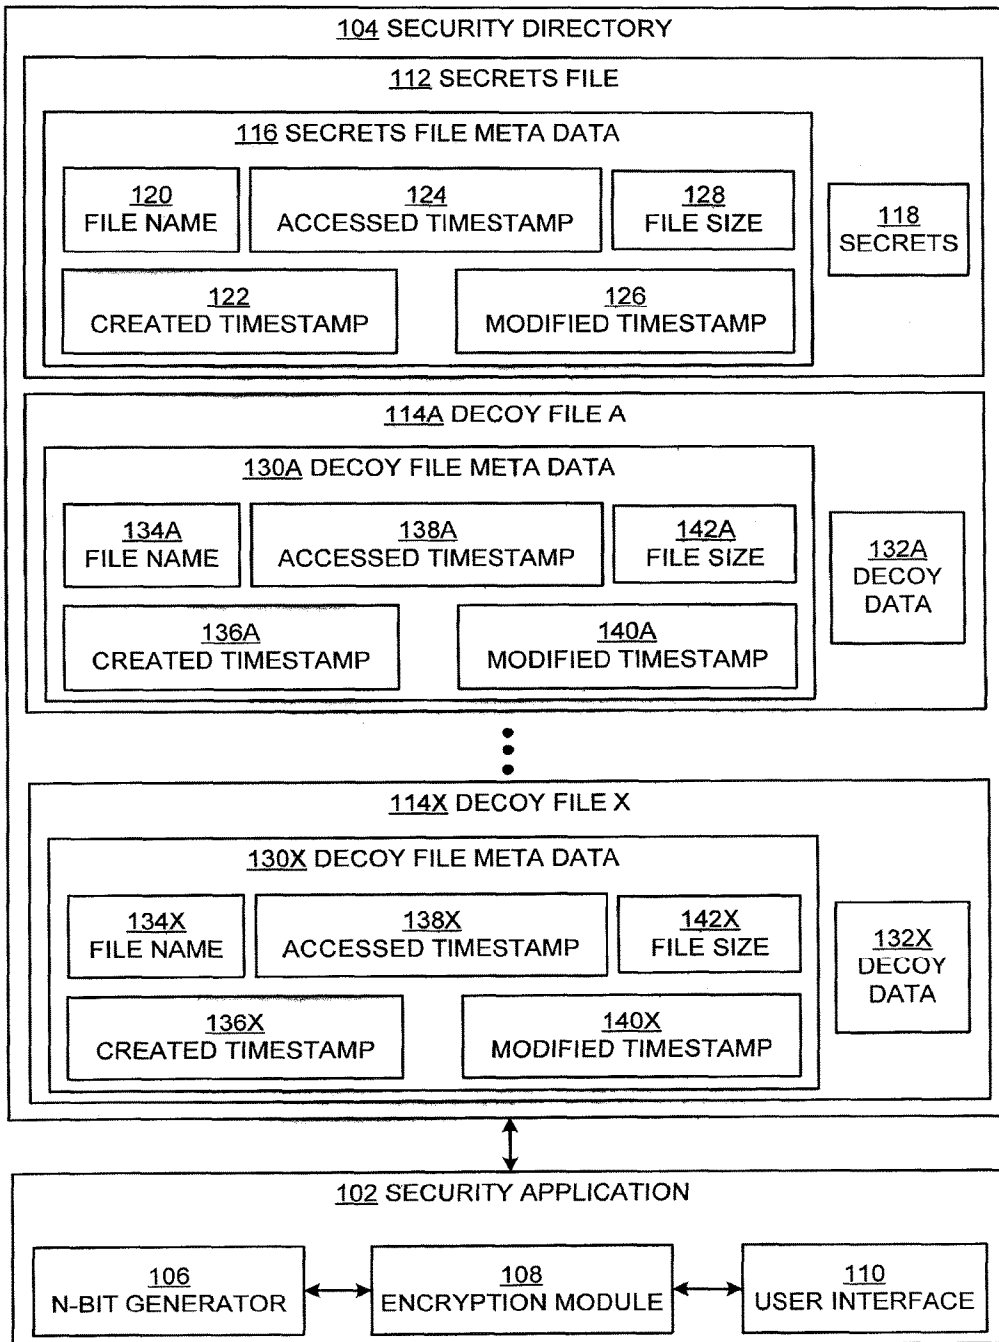 104 SECURITY DIRECTORY
112 SECRETS FILE
116 SECRETS FILE META DATA
120
FILE NAME
124
ACCESSED TIMESTAMP
128
FILE SIZE
118
SECRETS
122
CREATED TIMESTAMP
126
MODIFIED TIMESTAMP
114A DECOY FILE A
130A DECOY FILE META DATA
134A
FILE NAME
138A
ACCESSED TIMESTAMP
142A
FILE SIZE
132A
DECOY
DATA
136A
CREATED TIMESTAMP
140A
MODIFIED TIMESTAMP
114X DECOY FILE X
130X DECOY FILE META DATA
134X
FILE NAME
138X
ACCESSED TIMESTAMP
142X
FILE SIZE
132X
DECOY
DATA
136X
CREATED TIMESTAMP
140X
MODIFIED TIMESTAMP
102 SECURITY APPLICATION
106
N-BIT GENERATOR
108
ENCRYPTION MODULE
110
USER INTERFACE